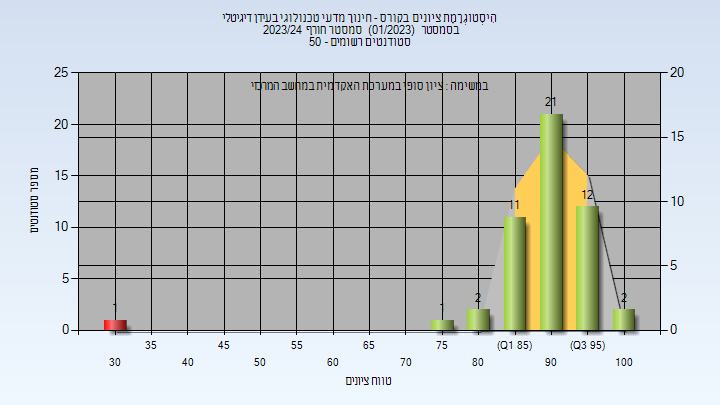 הִיסְטוֹגְרָמַת ציונים בקורס - חינוך מדעי טכנולוגי בעידן דיגיטלי
בסמסטר (01/2023) סמסטר חורף 2023/24
סטודנטים רשומים - 50
במשימה : ציון סופי במערכת האקדמית במחשב המרכזי
25 20
20 15
15 10
10 5
5 0
0
מספר סטודנטים
1 1 2 11 21 12 2
35 45 55 65 75 (Q1 85) (Q3 95)
30 40 50 60 70 80 90 100
טווח ציונים